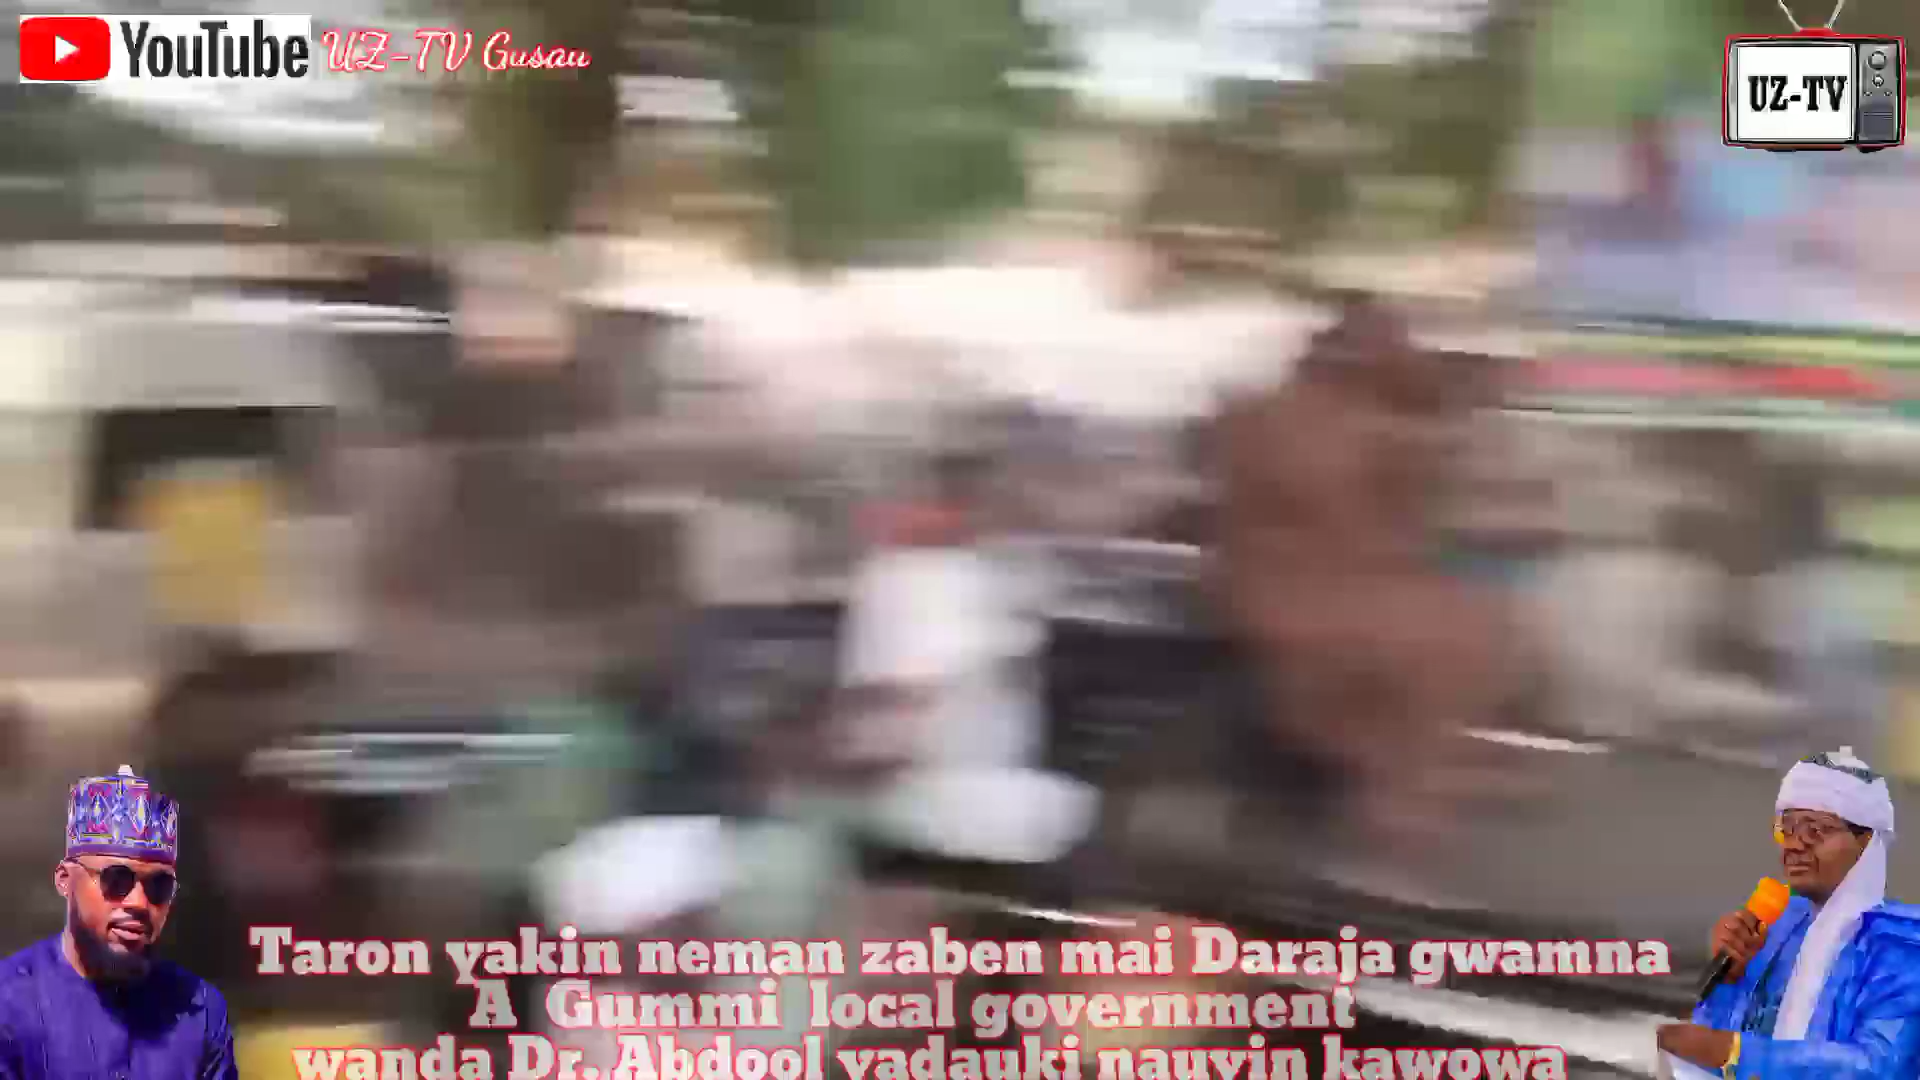 YouTube UZ-TV Gusau
UZ-TV
Taron yakin neman zaben mai Daraja gwamna
A Gummi local government
wanda Dr. Abdool yadauki nauyin kawowa